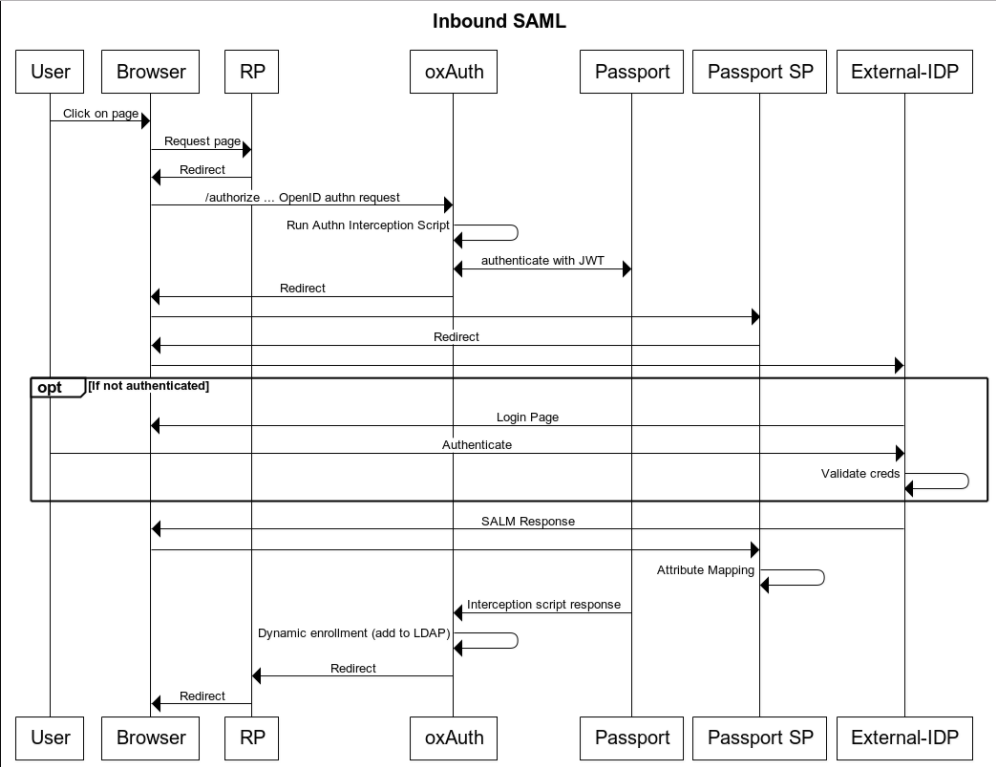 Inbound SAML
User Browser RP oxAuth Passport Passport SP External-IDP
Click on page
Request page
Redirect
/authorize ... OpenID authn request
Run Authn Interception Script
authenticate with JWT
Redirect
Redirect
opt [If not authenticated]
Login Page
Authenticate
Validate creds
SALM Response
Attribute Mapping
Interception script response
Dynamic enrollment (add to LDAP)
Redirect
Redirect
User Browser RP oxAuth Passport Passport SP External-IDP